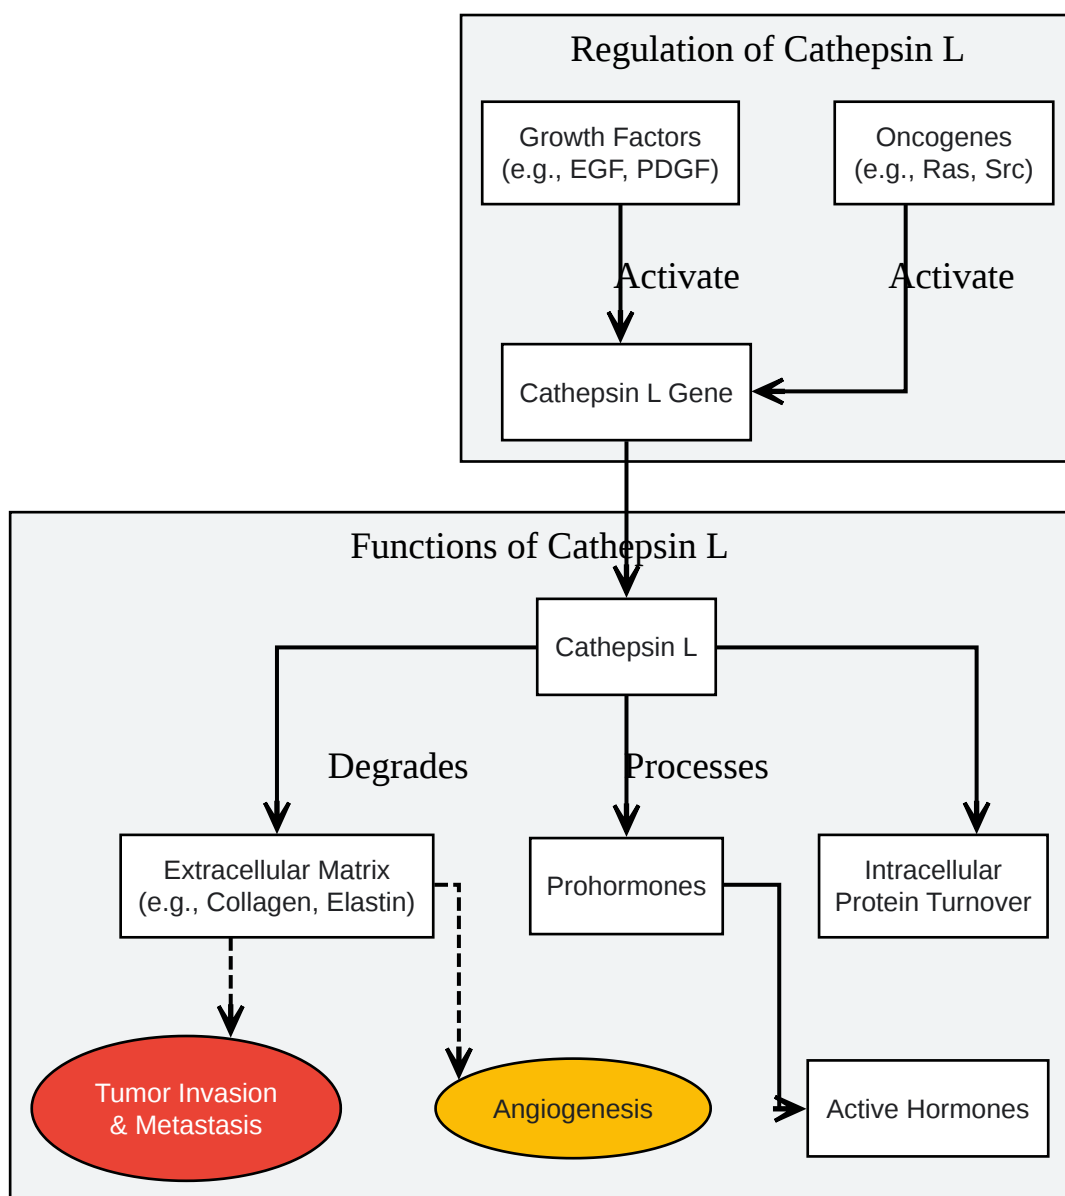 Regulation of Cathepsin L
Growth Factors
(e.g., EGF, PDGF)
Oncogenes
(e.g., Ras, Src)
Activate
Activate
Cathepsin L Gene
Functions of Cathepsin L
Cathepsin L
Degrades
Processes
Extracellular Matrix
(e.g., Collagen, Elastin)
Prohormones
Intracellular
Protein Turnover
Tumor Invasion
& Metastasis
Angiogenesis
Active Hormones